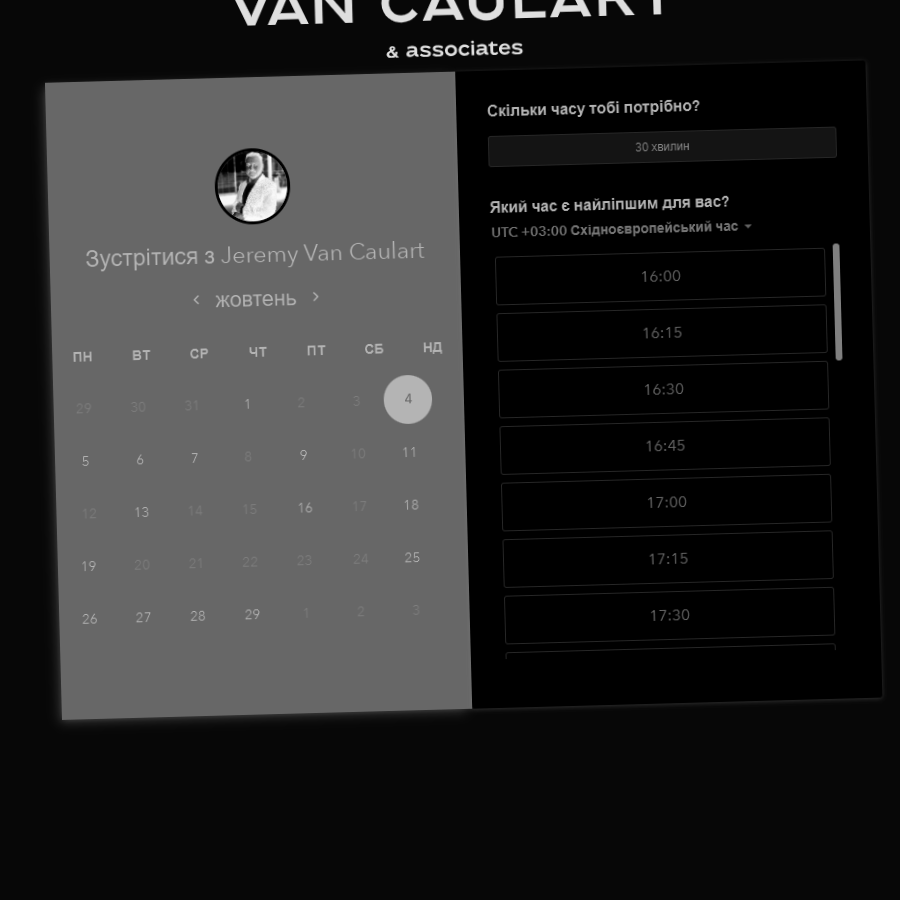 VAN CAULART
& associates
Зустрітися з Jeremy Van Caulart
жовтень
ПН ВТ СР ЧТ ПТ СБ НД
29 30 31 1 2 3 4
5 6 7 8 9 10 11
12 13 14 15 16 17 18
19 20 21 22 23 24 25
26 27 28 29 1 2 3
Скільки часу тобі потрібно?
30 хвилин
Який час є найліпшим для вас?
UTC +03:00 Східноєвропейський час
16:00
16:15
16:30
16:45
17:00
17:15
17:30